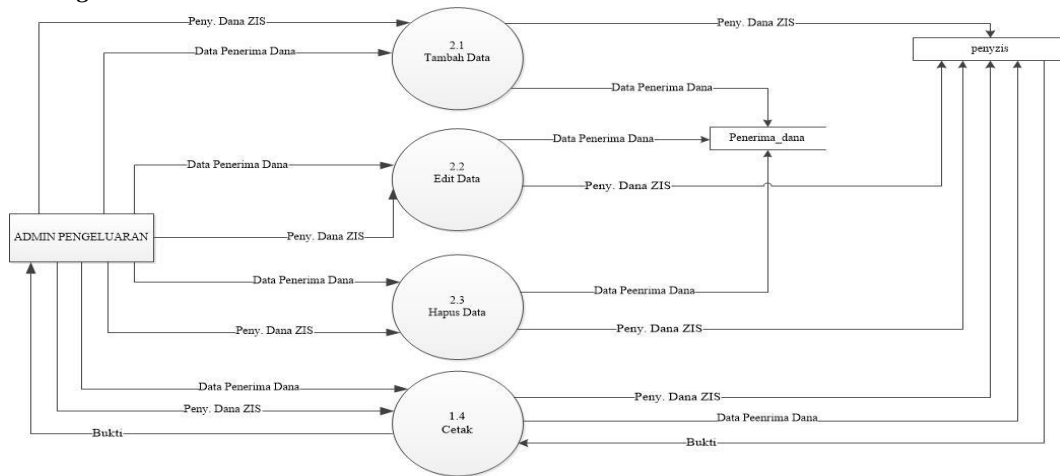 Peny. Dana ZIS
Peny. Dana ZIS
2.1
Tambah Data
Data Penerima Dana
penyzis
Data Penerima Dana
Data Penerima Dana
Penerima_dana
Data Penerima Dana
2.2
Edit Data
Peny. Dana ZIS
ADMIN PENGELUARAN
Peny. Dana ZIS
Data Penerima Dana
2.3
Hapus Data
Data Peenrima Dana
Peny. Dana ZIS
Peny. Dana ZIS
Data Penerima Dana
Peny. Dana ZIS
1.4
Cetak
Peny. Dana ZIS
Data Peenrima Dana
Bukti
Bukti